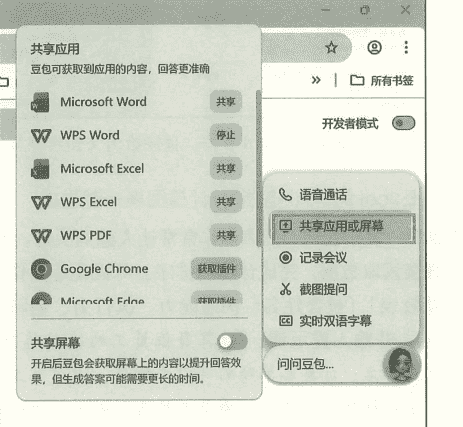 共享应用
豆包可获取到应用的内容，回答更准确
Microsoft Word 共享
WPS Word 停止
Microsoft Excel 共享
WPS Excel 共享
WPS PDF 共享
Google Chrome 获取插件
Microsoft Edge 获取插件
共享屏幕
开启后豆包会获取屏幕上的内容以提升回答效
果，但生成答案可能需要更长的时间。
» 所有书签
开发者模式
语音通话
共享应用或屏幕
记录会议
截图提问
实时双语字幕
问问豆包...